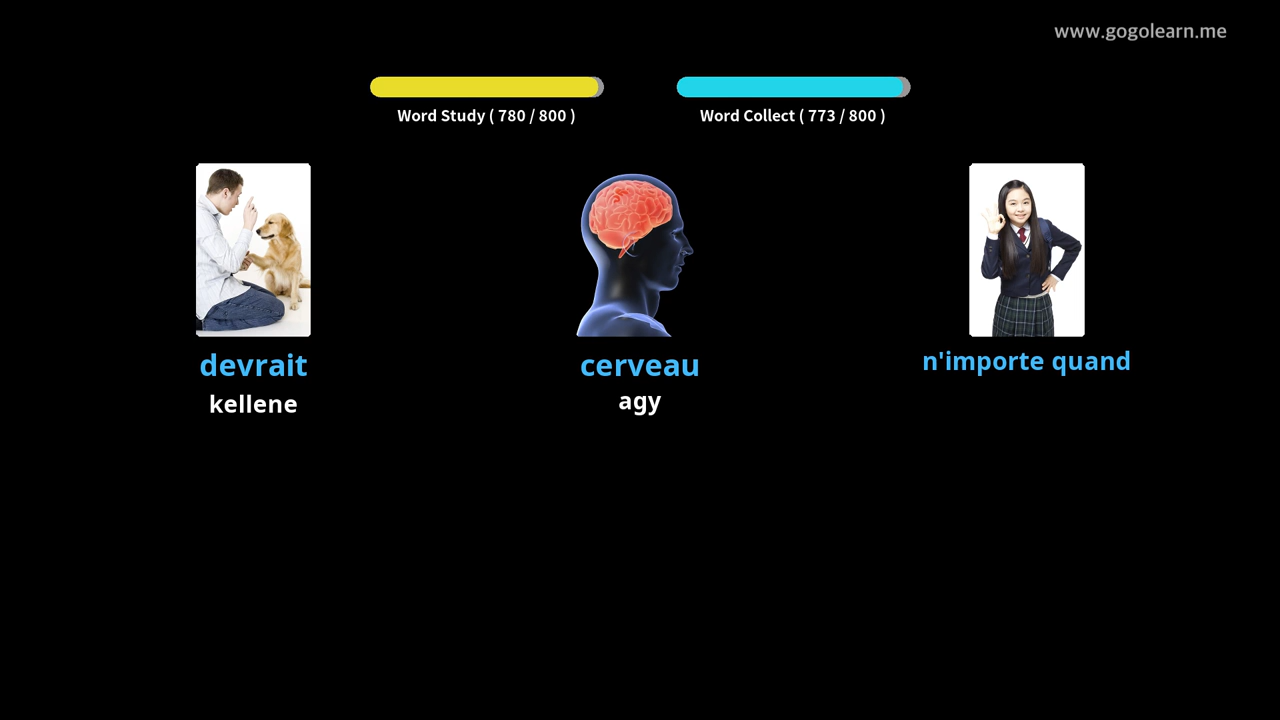 www.gogolearn.me
Word Study ( 780 / 800 )
Word Collect ( 773 / 800 )
devrait
cerveau
n'importe quand
kellene
agy